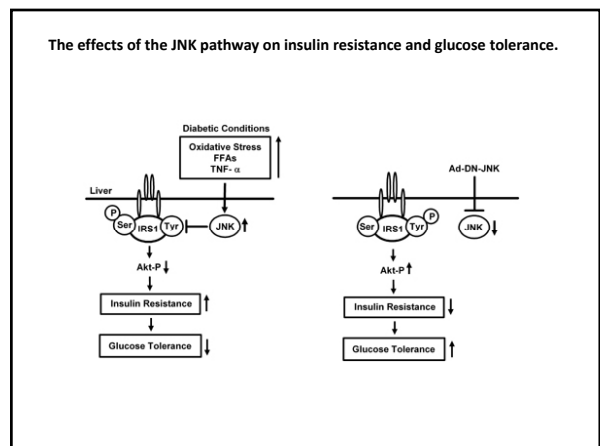 The effects of the JNK pathway on insulin resistance and glucose tolerance.
Diabetic Conditions
Oxidative Stress
FFAs
TNF- α
Liver
P
Ser
IRS1
Tyr
JNK
Akt-P
Insulin Resistance
Glucose Tolerance
Ad-DN-JNK
Ser
IRS1
Tyr
P
JNK
Akt-P
Insulin Resistance
Glucose Tolerance